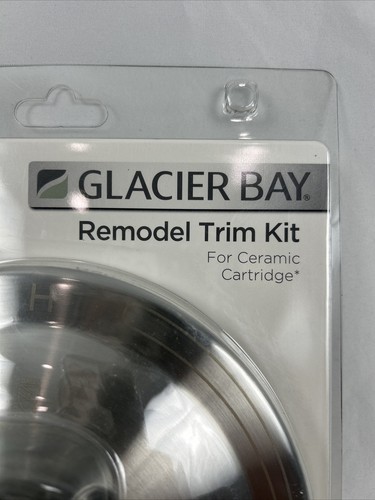 GLACIER BAY®
Remodel Trim Kit
For Ceramic
Cartridge*
H